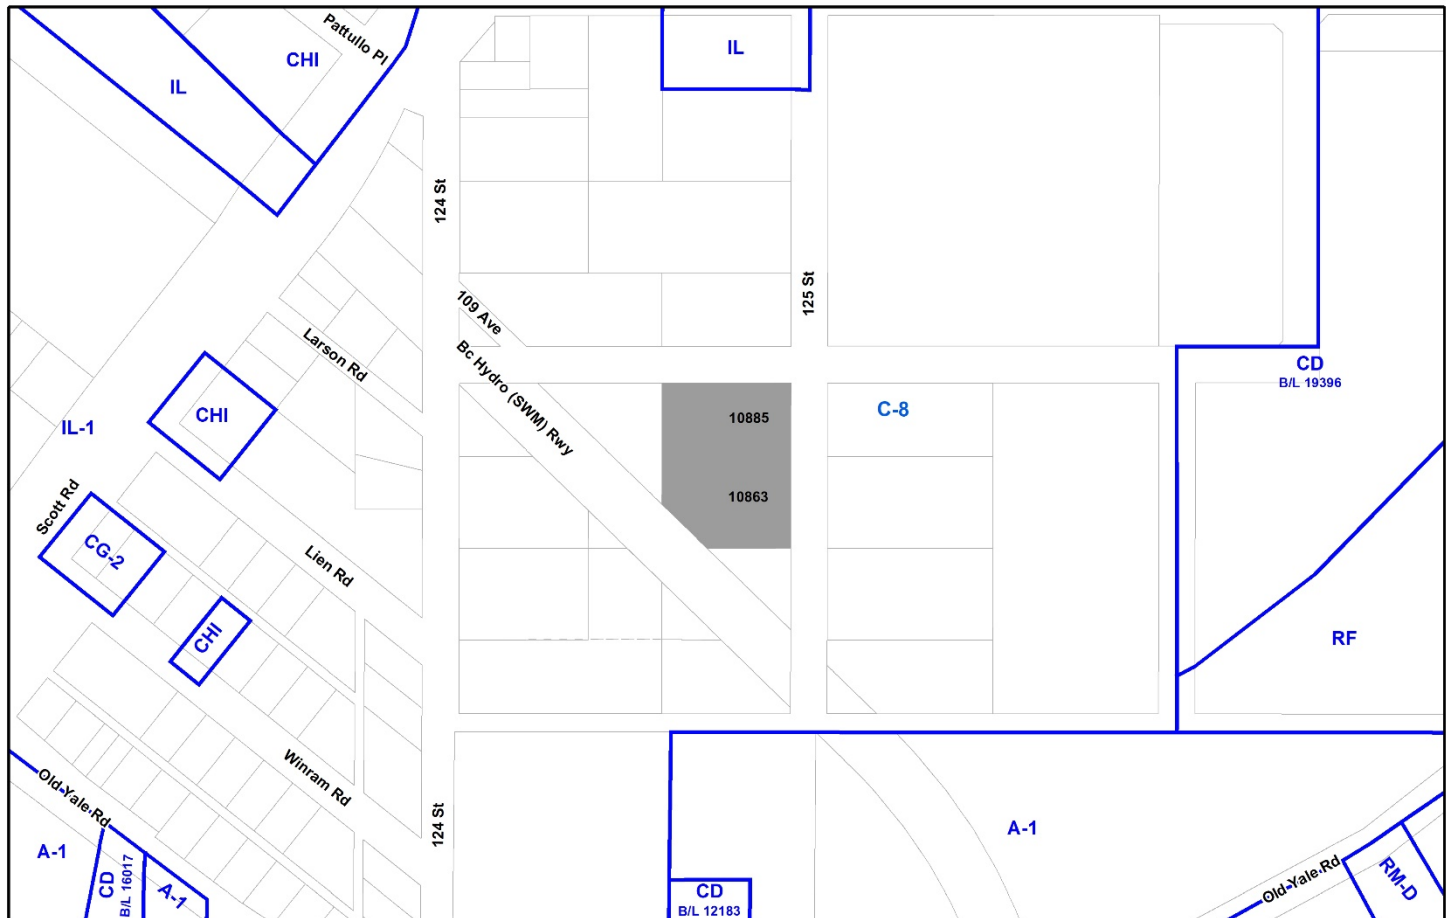 Pattullo Pl
CHI
IL
IL
124 St
125 St
109 Ave
Larson Rd
Bc Hydro (SWM) Rwy
CD
B/L 19396
CHI
IL-1
10885
C-8
10863
Scott Rd
CG-2
Lien Rd
CHI
RF
Winram Rd
Old Yale Rd
124 St
A-1
A-1
CD
B/L 16017
A-1
CD
B/L 12183
Old Yale Rd
RM-D